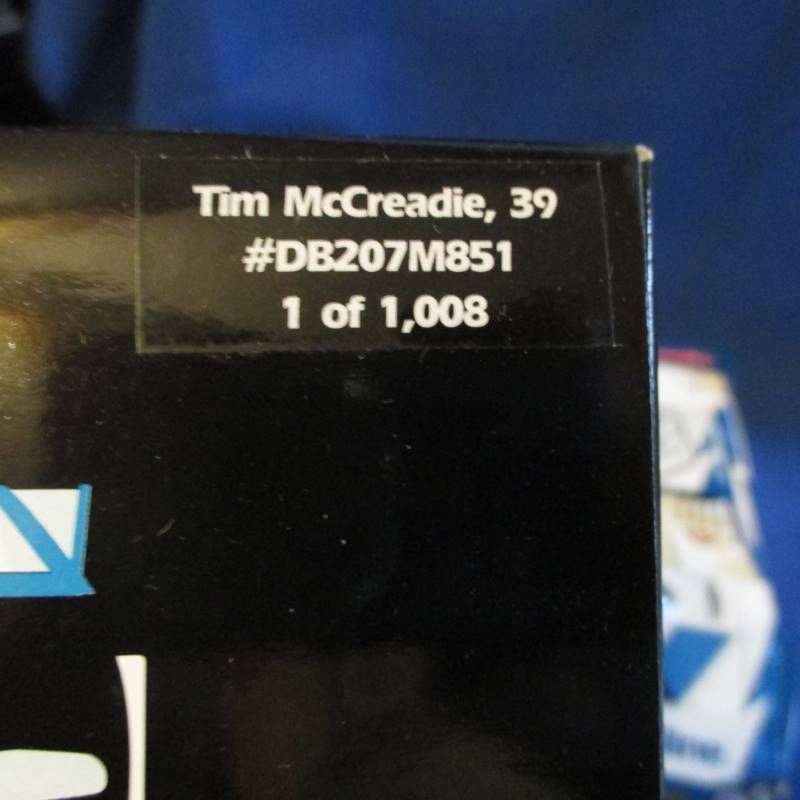 Tim McCreadie, 39
#DB207M851
1 of 1,008